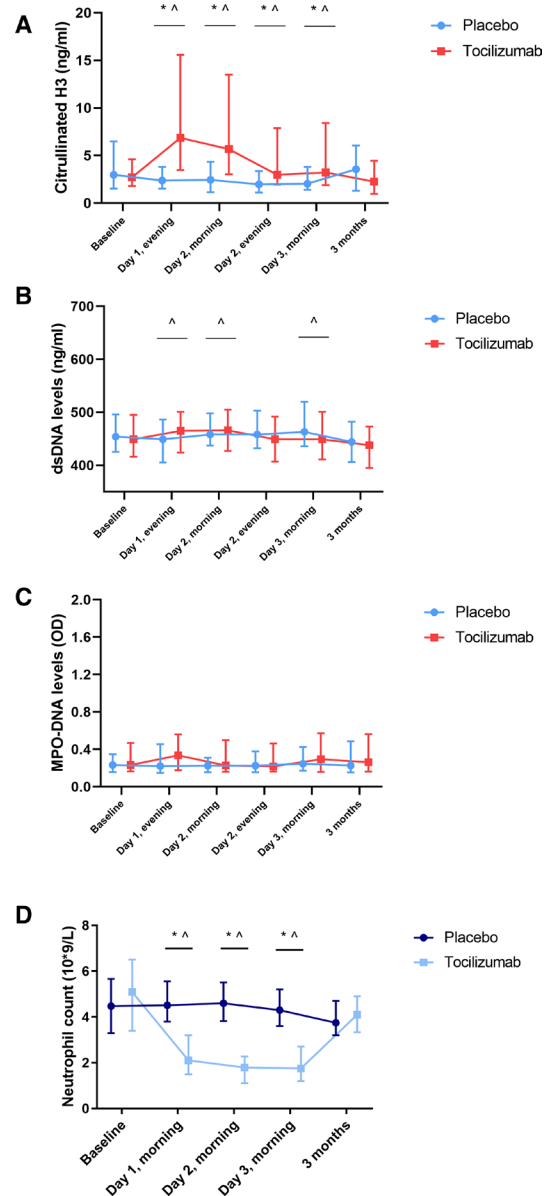 A
Citrullinated H3 (ng/ml)
20
15
10
5
0
* ^ * ^ * ^ * ^
Placebo
Tocilizumab
Baseline
Day 1, evening
Day 2, morning
Day 2, evening
Day 3, morning
3 months
B
dsDNA levels (ng/ml)
700
600
500
400
^ ^ ^
Placebo
Tocilizumab
Baseline
Day 1, evening
Day 2, morning
Day 2, evening
Day 3, morning
3 months
C
MPO-DNA levels (OD)
2.0
1.6
1.2
0.8
0.4
0.0
Placebo
Tocilizumab
Baseline
Day 1, evening
Day 2, morning
Day 2, evening
Day 3, morning
3 months
D
Neutrophil count (10*9/L)
8
6
4
2
0
* ^ * ^ * ^
Placebo
Tocilizumab
Baseline
Day 1, morning
Day 2, morning
Day 3, morning
3 months